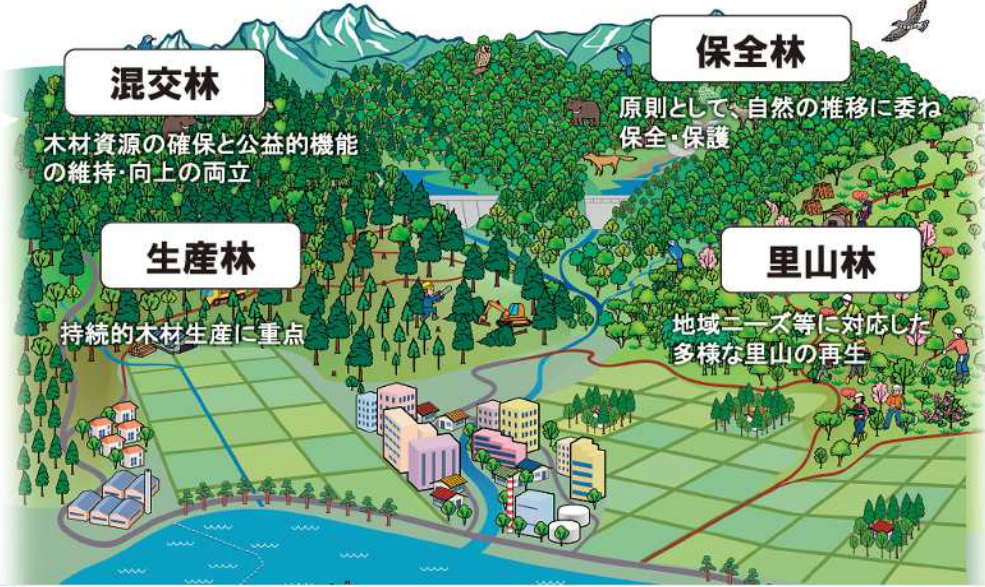 混交林
木材資源の確保と公益的機能
の維持・向上の両立
保全林
原則として、自然の推移に委ね
保全・保護
生産林
持続的木材生産に重点
里山林
地域ニーズ等に対応した
多様な里山の再生